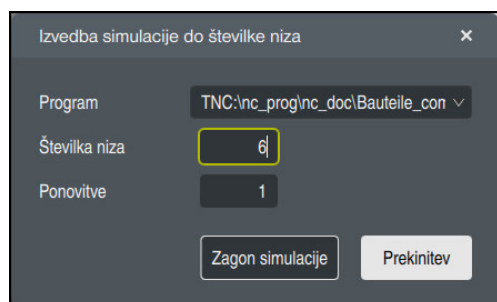 Izvedba simulacije do številke niza
Program TNC:\nc_prog\nc_doc\Bauteile_con
Številka niza 6
Ponovitve 1
Zagon simulacije Prekinitev